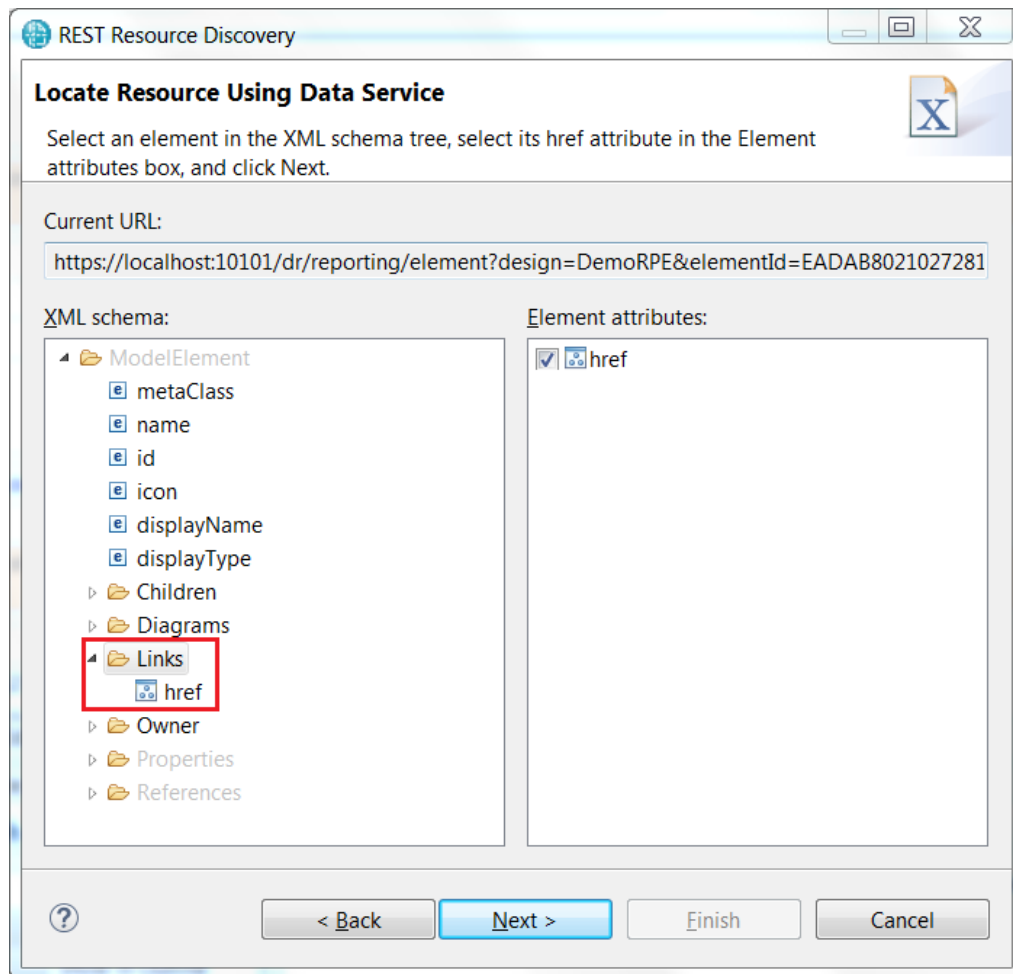 REST Resource Discovery
Locate Resource Using Data Service
Select an element in the XML schema tree, select its href attribute in the Element
attributes box, and click Next.
X
Current URL:
https://localhost:10101/dr/reporting/element?design=DemoRPE&elementId=EADAB8021027281
XML schema:
Element attributes:
ModelElement
href
e metaClass
e name
e id
e icon
e displayName
e displayType
Children
Diagrams
Links
href
Owner
Properties
References
?
< Back
Next >
Finish
Cancel